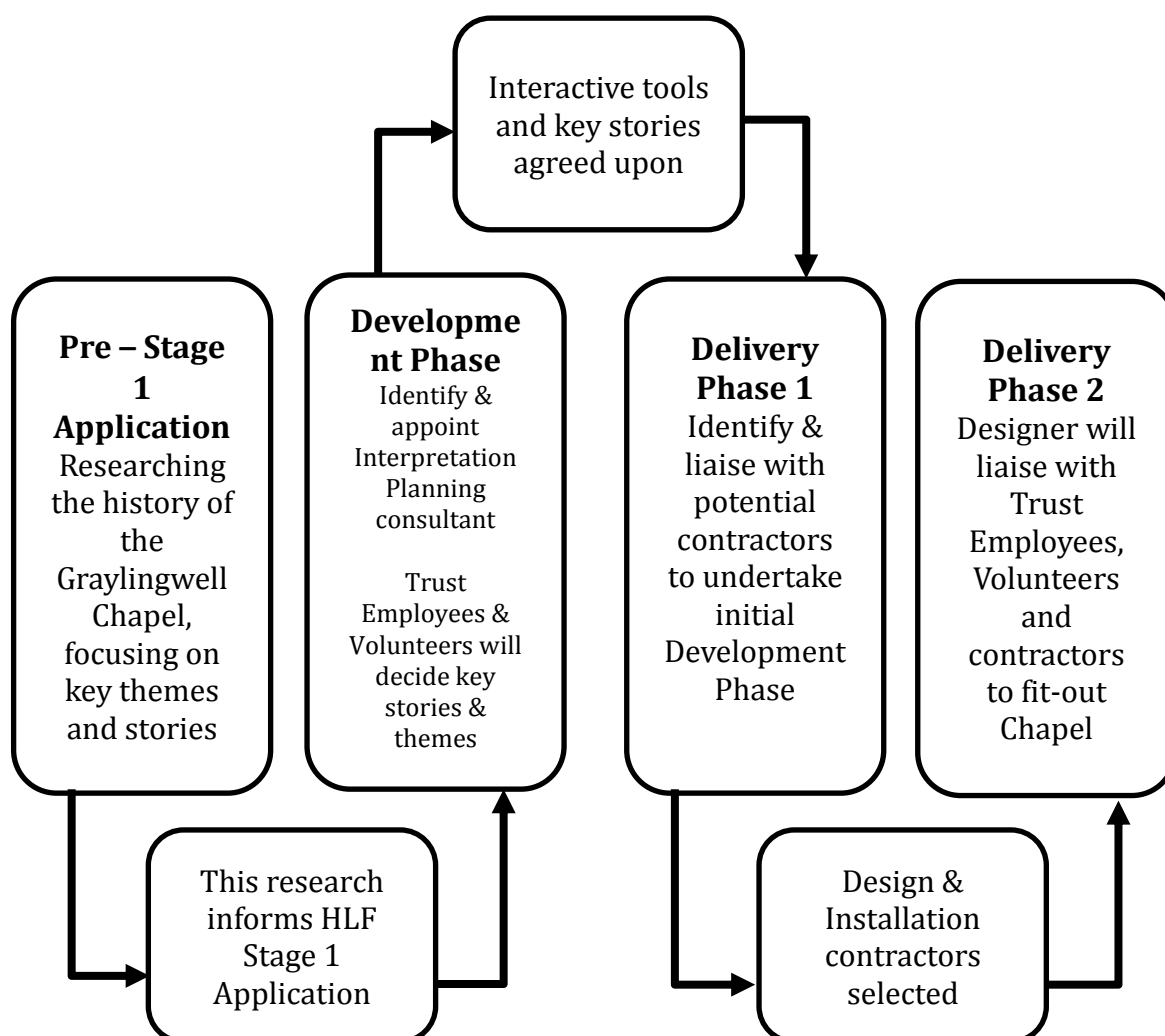 Interactive tools
and key stories
agreed upon
Pre – Stage
1
Application
Researching
the history of
the
Graylingwell
Chapel,
focusing on
key themes
and stories
This research
informs HLF
Stage 1
Application
Developme
nt Phase
Identify &
appoint
Interpretation
Planning
consultant
Trust
Employees &
Volunteers will
decide key
stories &
themes
Delivery
Phase 1
Identify &
liaise with
potential
contractors
to undertake
initial
Development
Phase
Design &
Installation
contractors
selected
Delivery
Phase 2
Designer will
liaise with
Trust
Employees,
Volunteers
and
contractors
to fit-out
Chapel